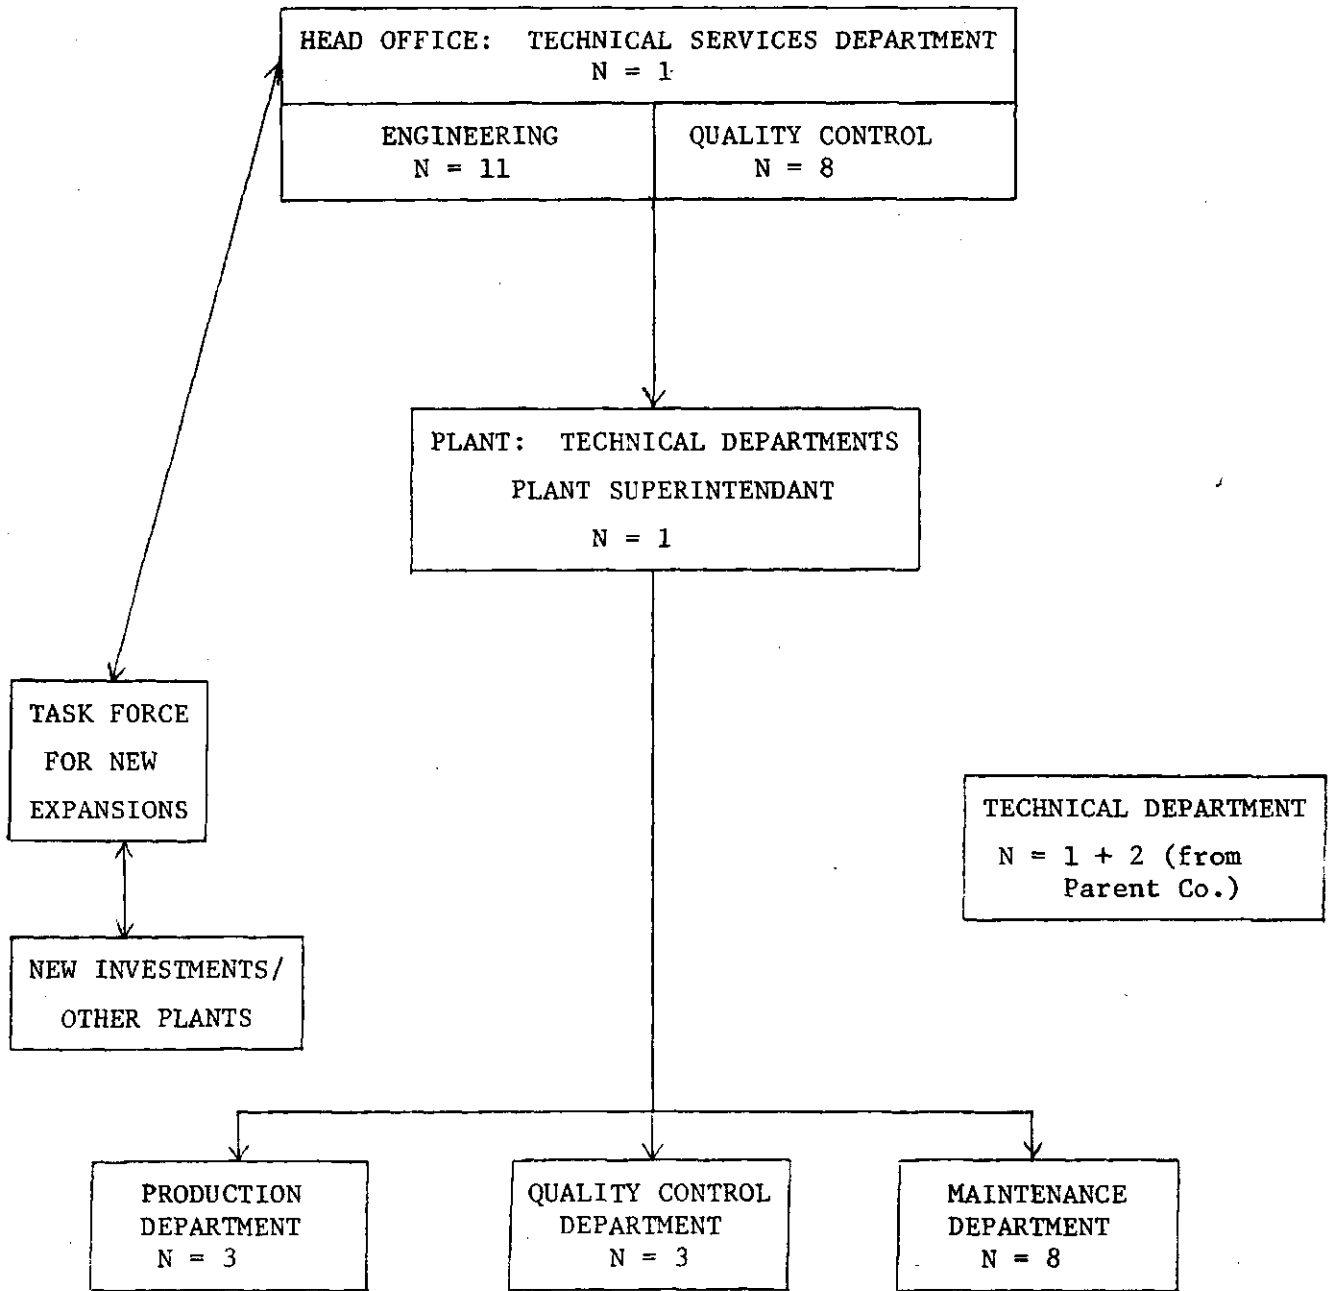 HEAD OFFICE: TECHNICAL SERVICES DEPARTMENT
N = 1
ENGINEERING
N = 11
QUALITY CONTROL
N = 8
PLANT: TECHNICAL DEPARTMENTS
PLANT SUPERINTENDANT
N = 1
TASK FORCE
FOR NEW
EXPANSIONS
TECHNICAL DEPARTMENT
N = 1 + 2 (from
Parent Co.)
NEW INVESTMENTS/
OTHER PLANTS
PRODUCTION
DEPARTMENT
N = 3
QUALITY CONTROL
DEPARTMENT
N = 3
MAINTENANCE
DEPARTMENT
N = 8